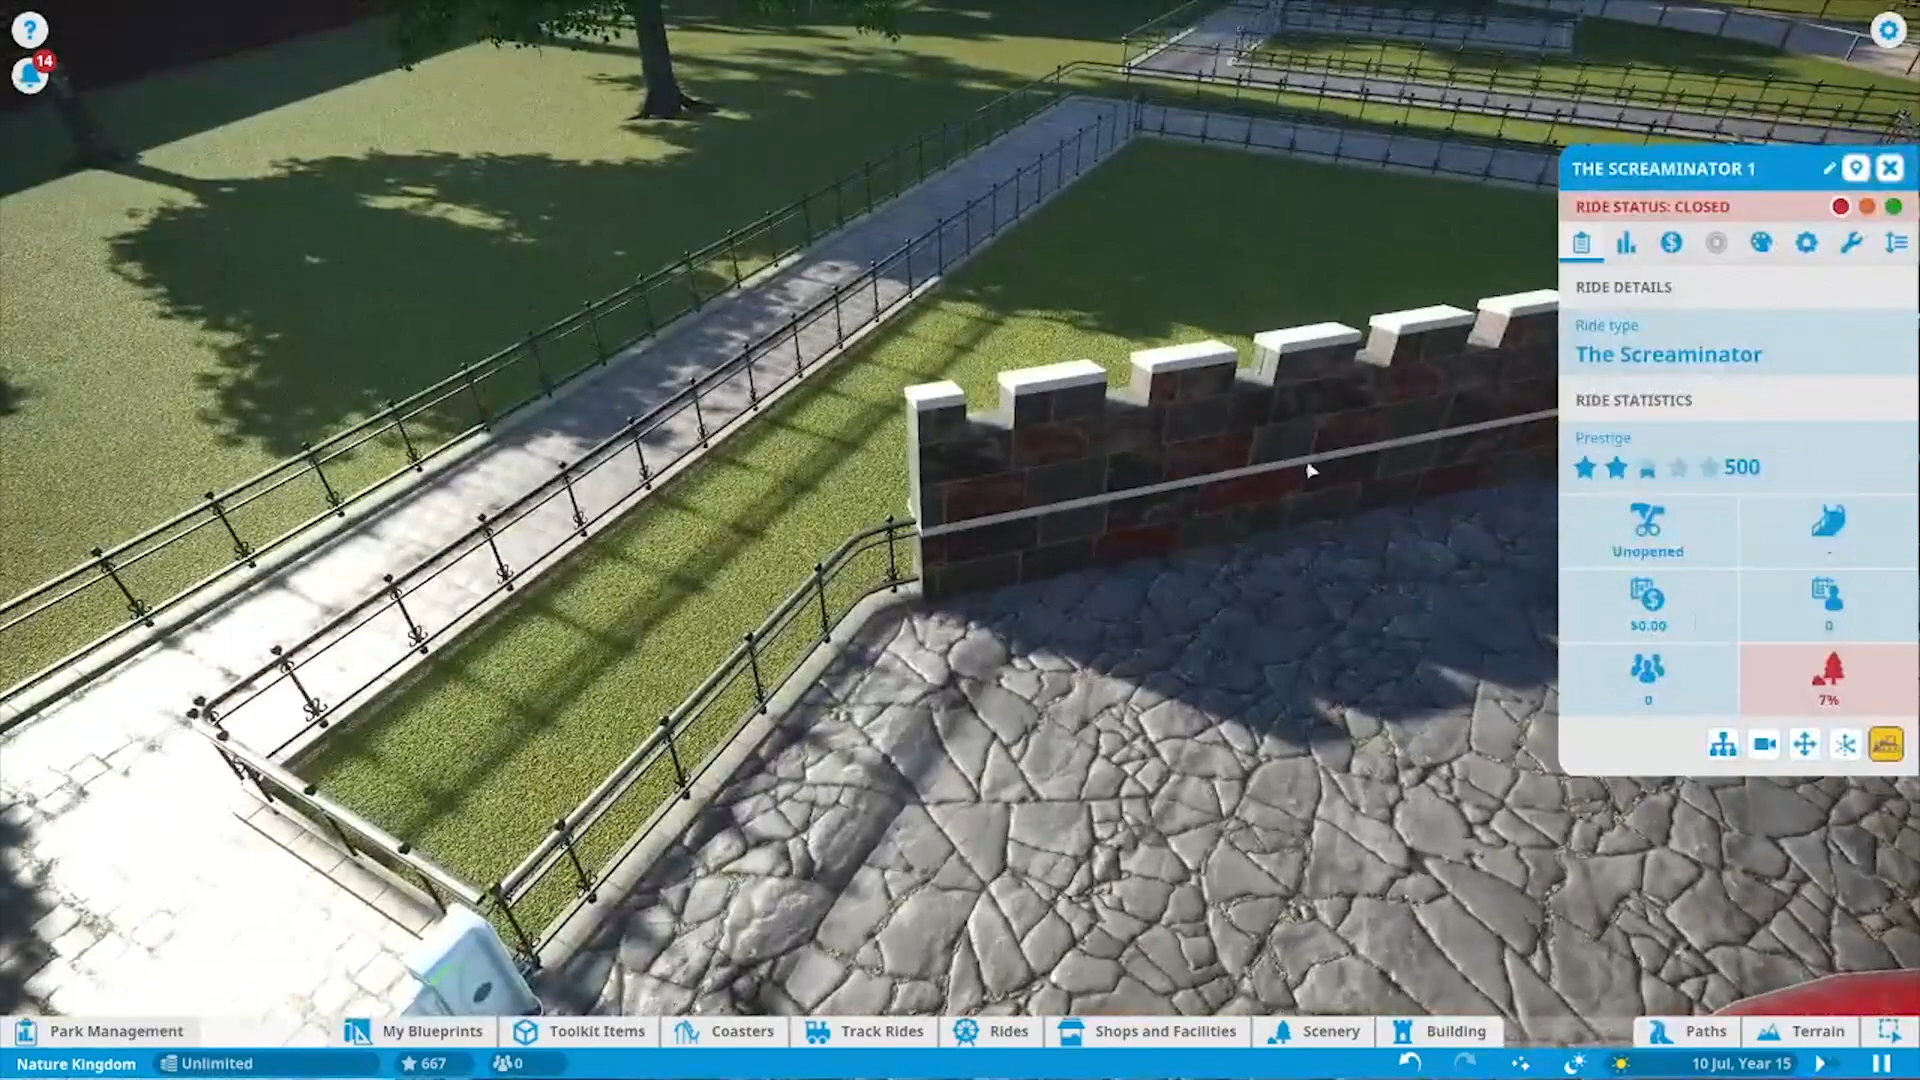 ?
14
THE SCREAMINATOR 1
RIDE STATUS: CLOSED
RIDE DETAILS
Ride type
The Screaminator
RIDE STATISTICS
Prestige
500
Unopened
-
$0.00
0
0
7%
Park Management
My Blueprints
Toolkit Items
Coasters
Track Rides
Rides
Shops and Facilities
Scenery
Building
Paths
Terrain
Nature Kingdom
Unlimited
667
0
10 Jul, Year 15